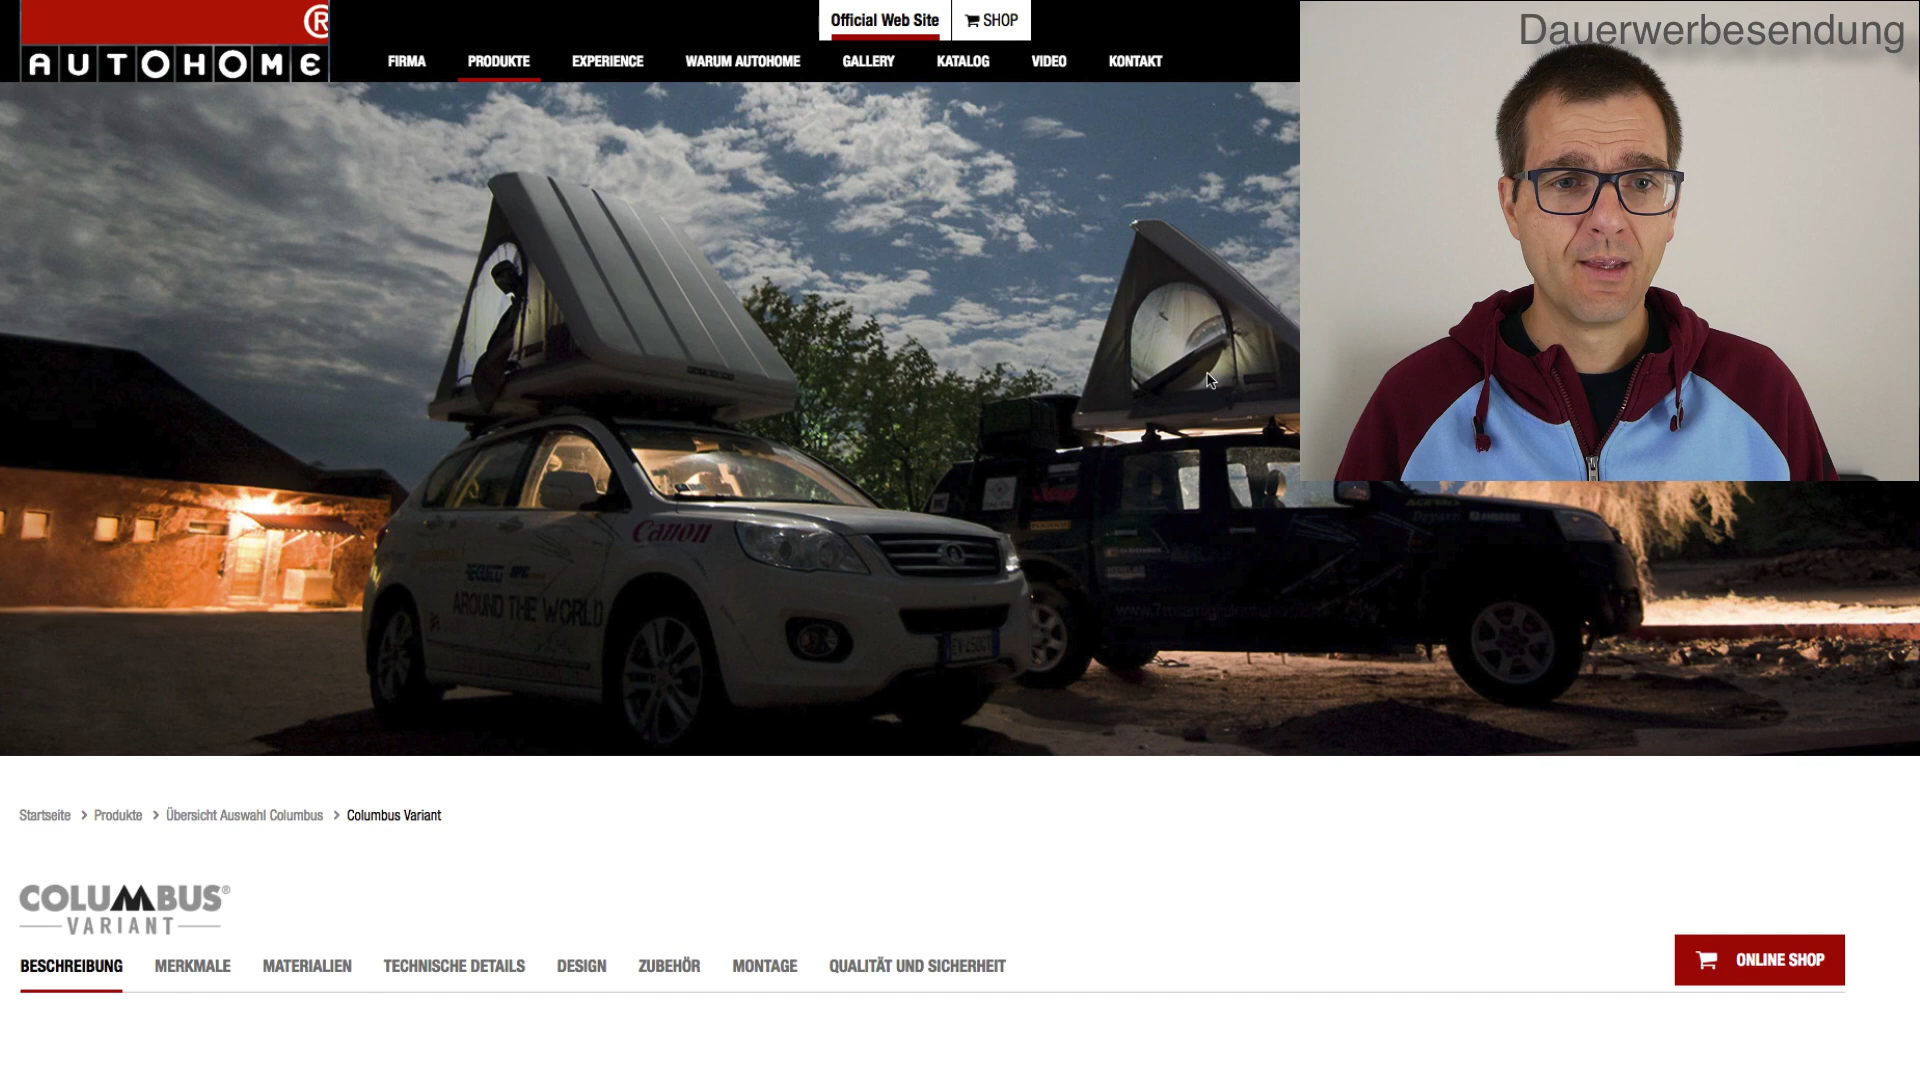 Official Web Site SHOP
Dauerwerbesendung
®
AUTOHOME
FIRMA PRODUKTE EXPERIENCE WARUM AUTOHOME GALLERY KATALOG VIDEO KONTAKT
Canon
AROUND THE WORLD
Startseite > Produkte > Übersicht Auswahl Columbus > Columbus Variant
COLUMBUS®
VARIANT
BESCHREIBUNG MERKMALE MATERIALIEN TECHNISCHE DETAILS DESIGN ZUBEHÖR MONTAGE QUALITÄT UND SICHERHEIT
ONLINE SHOP